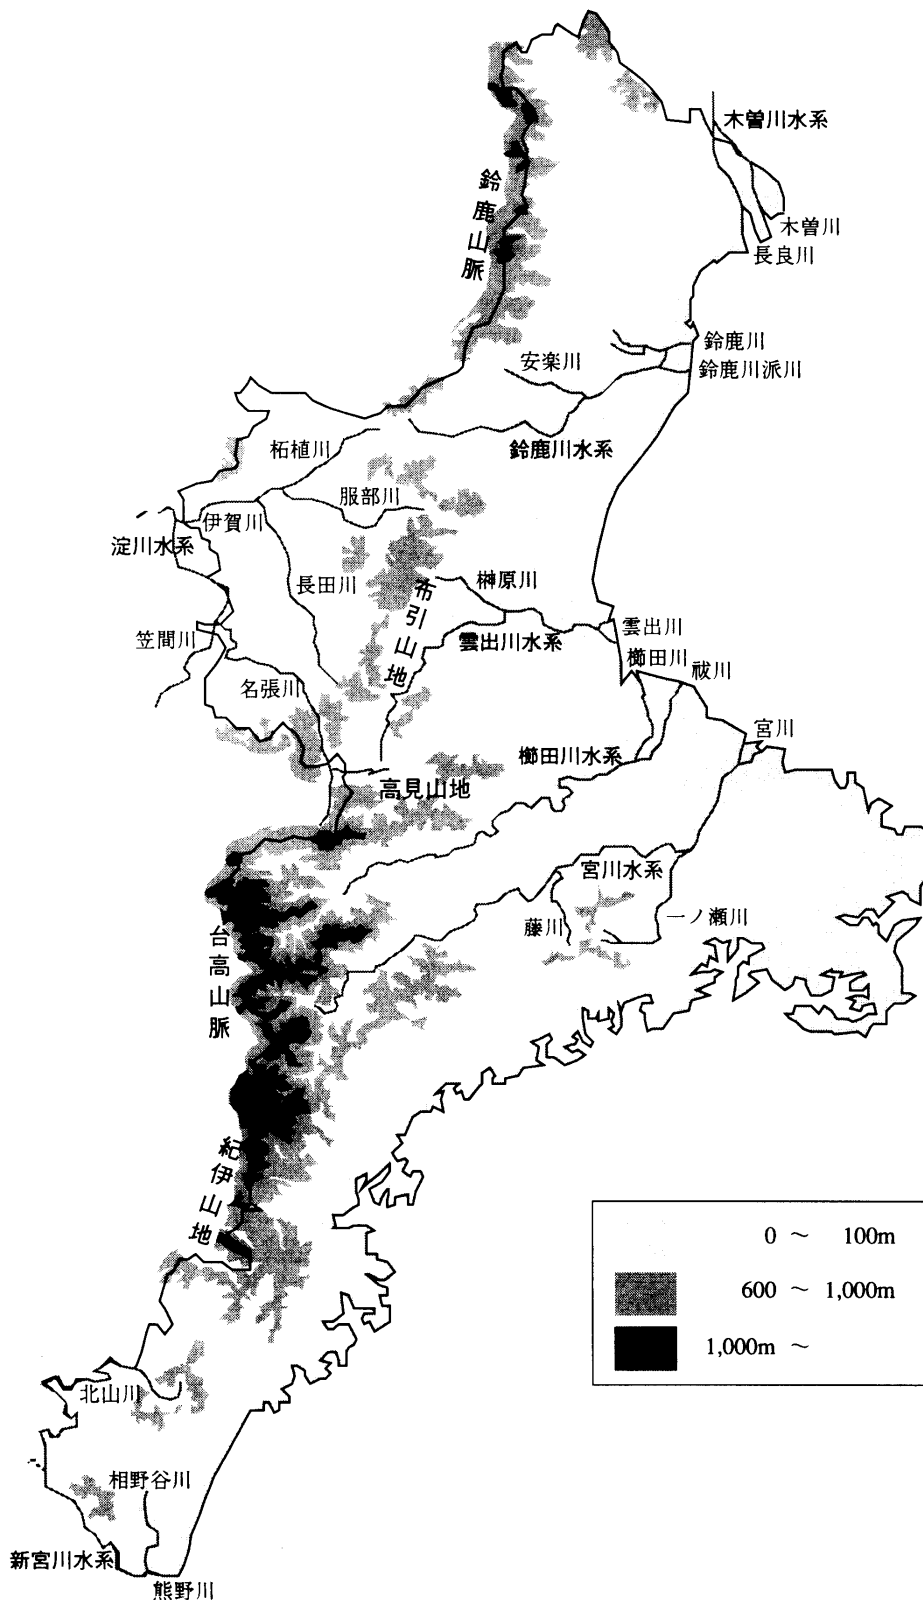 木曽川水系
鈴鹿山脈
木曽川
長良川
鈴鹿川
安楽川
鈴鹿川派川
柘植川
鈴鹿川水系
服部川
伊賀川
淀川水系
長田川
布引山地
榊原川
雲出川水系
雲出川
笠間川
櫛田川
祓川
名張川
宮川
櫛田川水系
高見山地
宮川水系
藤川
一ノ瀬川
台高山脈
紀伊山地
0 ～ 100m
600 ～ 1,000m
1,000m ～
北山川
相野谷川
新宮川水系
熊野川